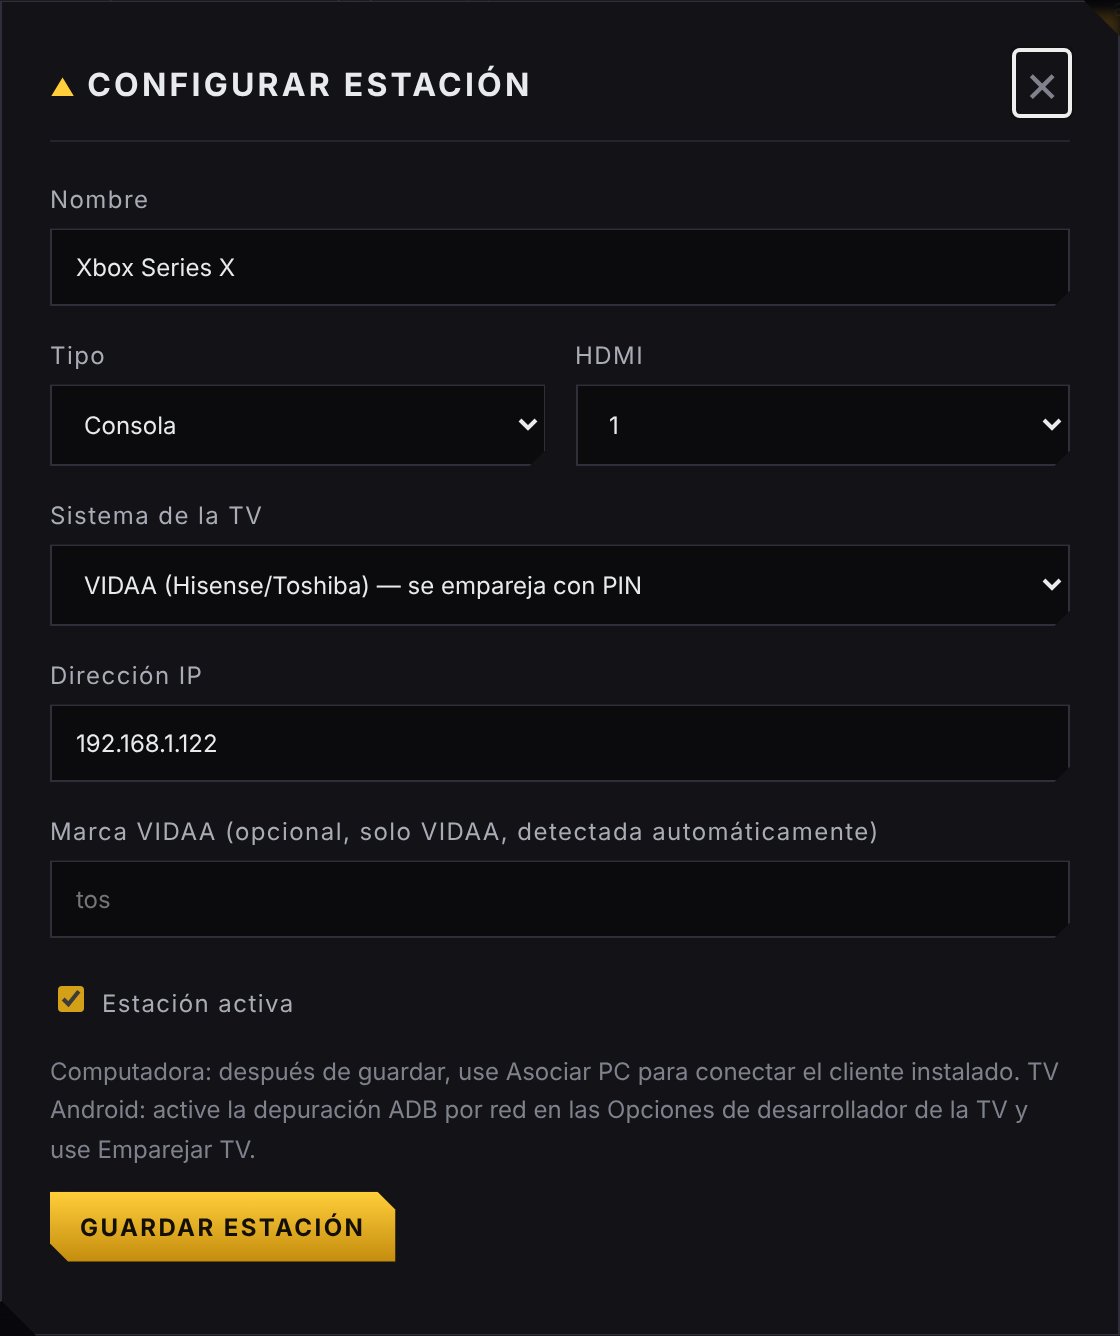 CONFIGURAR ESTACIÓN
Nombre
Xbox Series X
Tipo
HDMI
Consola
1
Sistema de la TV
VIDAA (Hisense/Toshiba) — se empareja con PIN
Dirección IP
192.168.1.122
Marca VIDAA (opcional, solo VIDAA, detectada automáticamente)
tos
Estación activa
Computadora: después de guardar, use Asociar PC para conectar el cliente instalado. TV
Android: active la depuración ADB por red en las Opciones de desarrollador de la TV y
use Emparejar TV.
GUARDAR ESTACIÓN